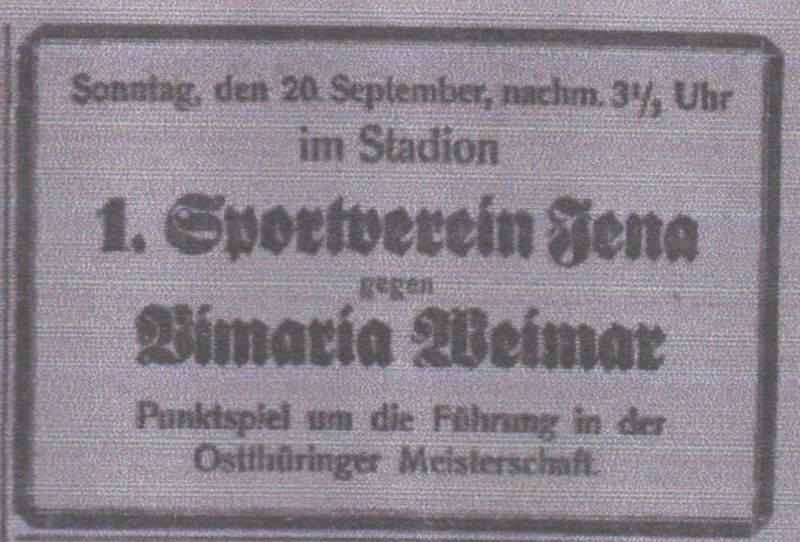 Sonntag, den 20. September, nachm. 3½ Uhr
im Stadion
1. Sportverein Jena
gegen
Vimaria Weimar
Punktspiel um die Führung in der
Ostthüringer Meisterschaft.